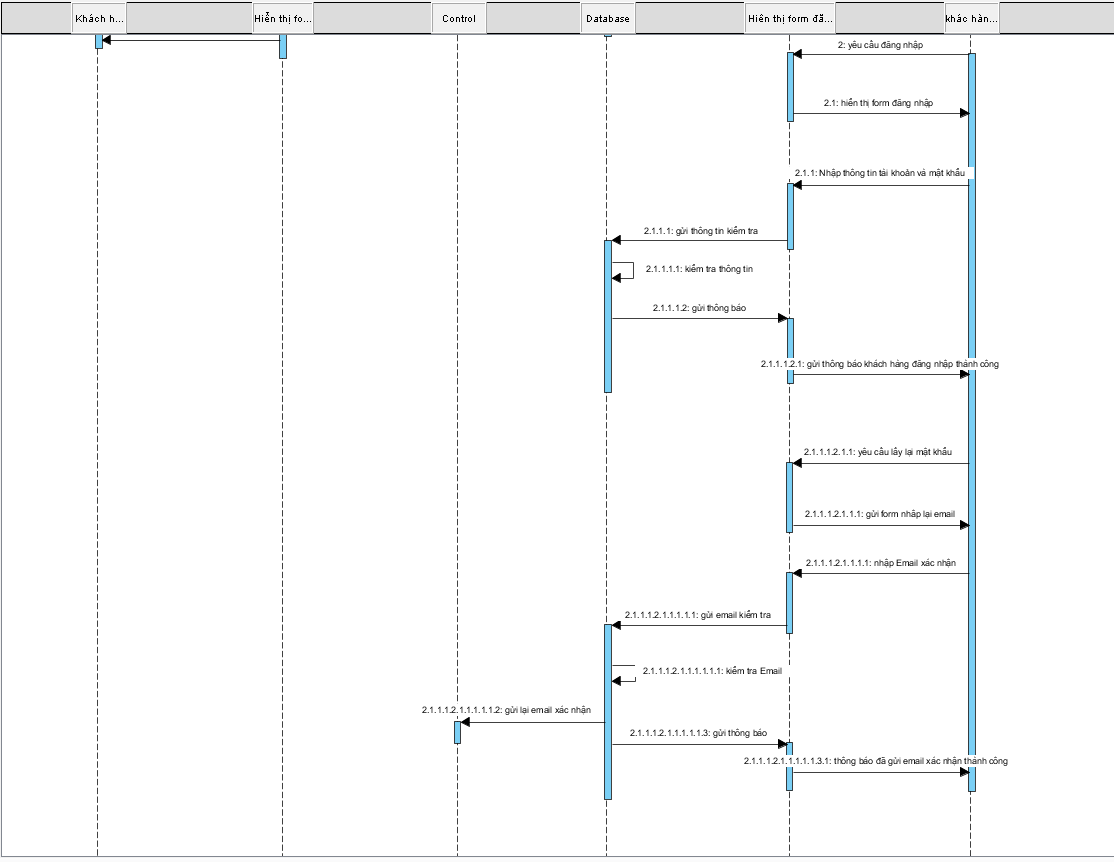 Khách h...
Hiễn thị fo...
Control
Database
Hiên thị form đã...
khác hàn...
2: yêu cầu đăng nhập
2.1: hiển thị form đăng nhập
2.1.1: Nhập thông tin tài khoản và mật khẩu
2.1.1.1: gửi thông tin kiểm tra
2.1.1.1.1: kiểm tra thông tin
2.1.1.1.2: gửi thông báo
2.1.1.1.2.1: gửi thông báo khách hàng đăng nhập thành công
2.1.1.1.2.1.1: yêu cầu lấy lại mật khẩu
2.1.1.1.2.1.1.1: gửi form nhập lại email
2.1.1.1.2.1.1.1.1: nhập Email xác nhận
2.1.1.1.2.1.1.1.1.1: gửi email kiểm tra
2.1.1.1.2.1.1.1.1.1.1: kiểm tra Email
2.1.1.1.2.1.1.1.1.1.2: gửi lại email xác nhận
2.1.1.1.2.1.1.1.1.1.3: gửi thông báo
2.1.1.1.2.1.1.1.1.1.3.1: thông báo đã gửi email xác nhận thành công